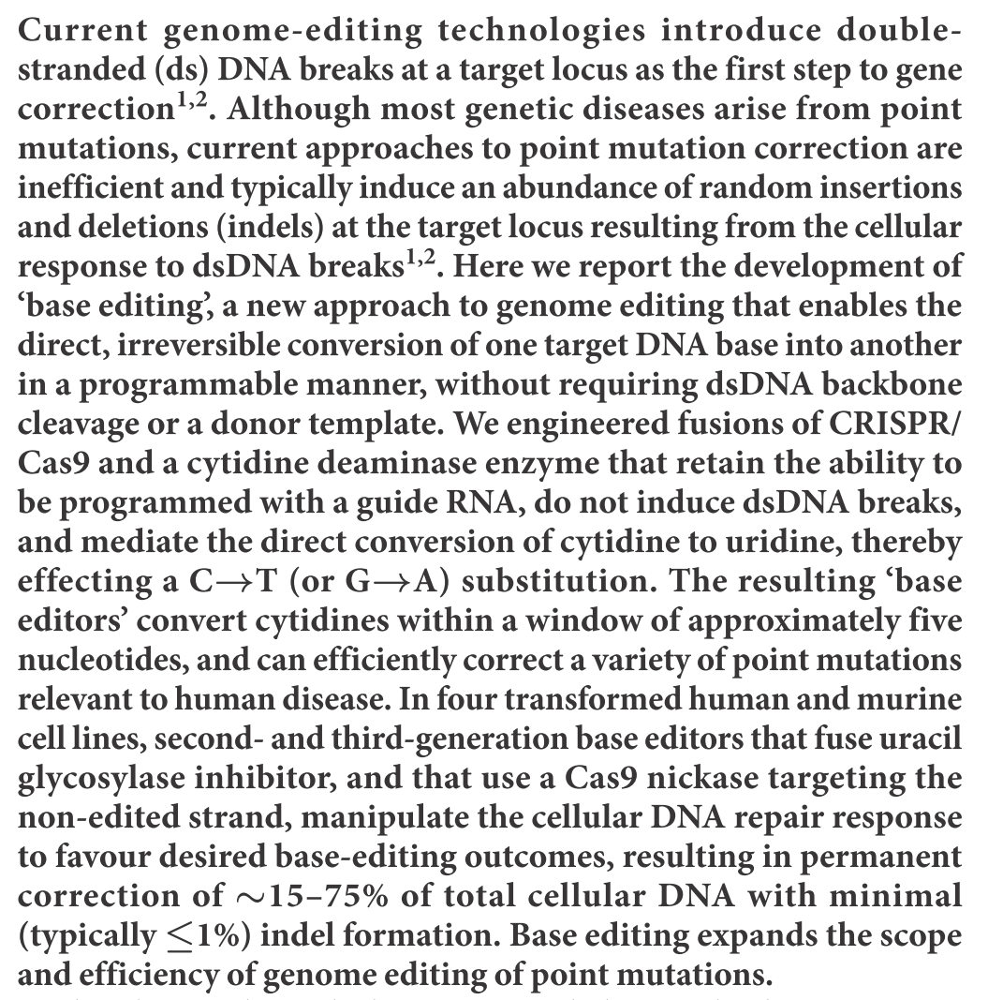 Current genome-editing technologies introduce double-
stranded (ds) DNA breaks at a target locus as the first step to gene
correction1,2. Although most genetic diseases arise from point
mutations, current approaches to point mutation correction are
inefficient and typically induce an abundance of random insertions
and deletions (indels) at the target locus resulting from the cellular
response to dsDNA breaks1,2. Here we report the development of
‘base editing’, a new approach to genome editing that enables the
direct, irreversible conversion of one target DNA base into another
in a programmable manner, without requiring dsDNA backbone
cleavage or a donor template. We engineered fusions of CRISPR/
Cas9 and a cytidine deaminase enzyme that retain the ability to
be programmed with a guide RNA, do not induce dsDNA breaks,
and mediate the direct conversion of cytidine to uridine, thereby
effecting a C→T (or G→A) substitution. The resulting ‘base
editors’ convert cytidines within a window of approximately five
nucleotides, and can efficiently correct a variety of point mutations
relevant to human disease. In four transformed human and murine
cell lines, second- and third-generation base editors that fuse uracil
glycosylase inhibitor, and that use a Cas9 nickase targeting the
non-edited strand, manipulate the cellular DNA repair response
to favour desired base-editing outcomes, resulting in permanent
correction of ∼15–75% of total cellular DNA with minimal
(typically ≤1%) indel formation. Base editing expands the scope
and efficiency of genome editing of point mutations.